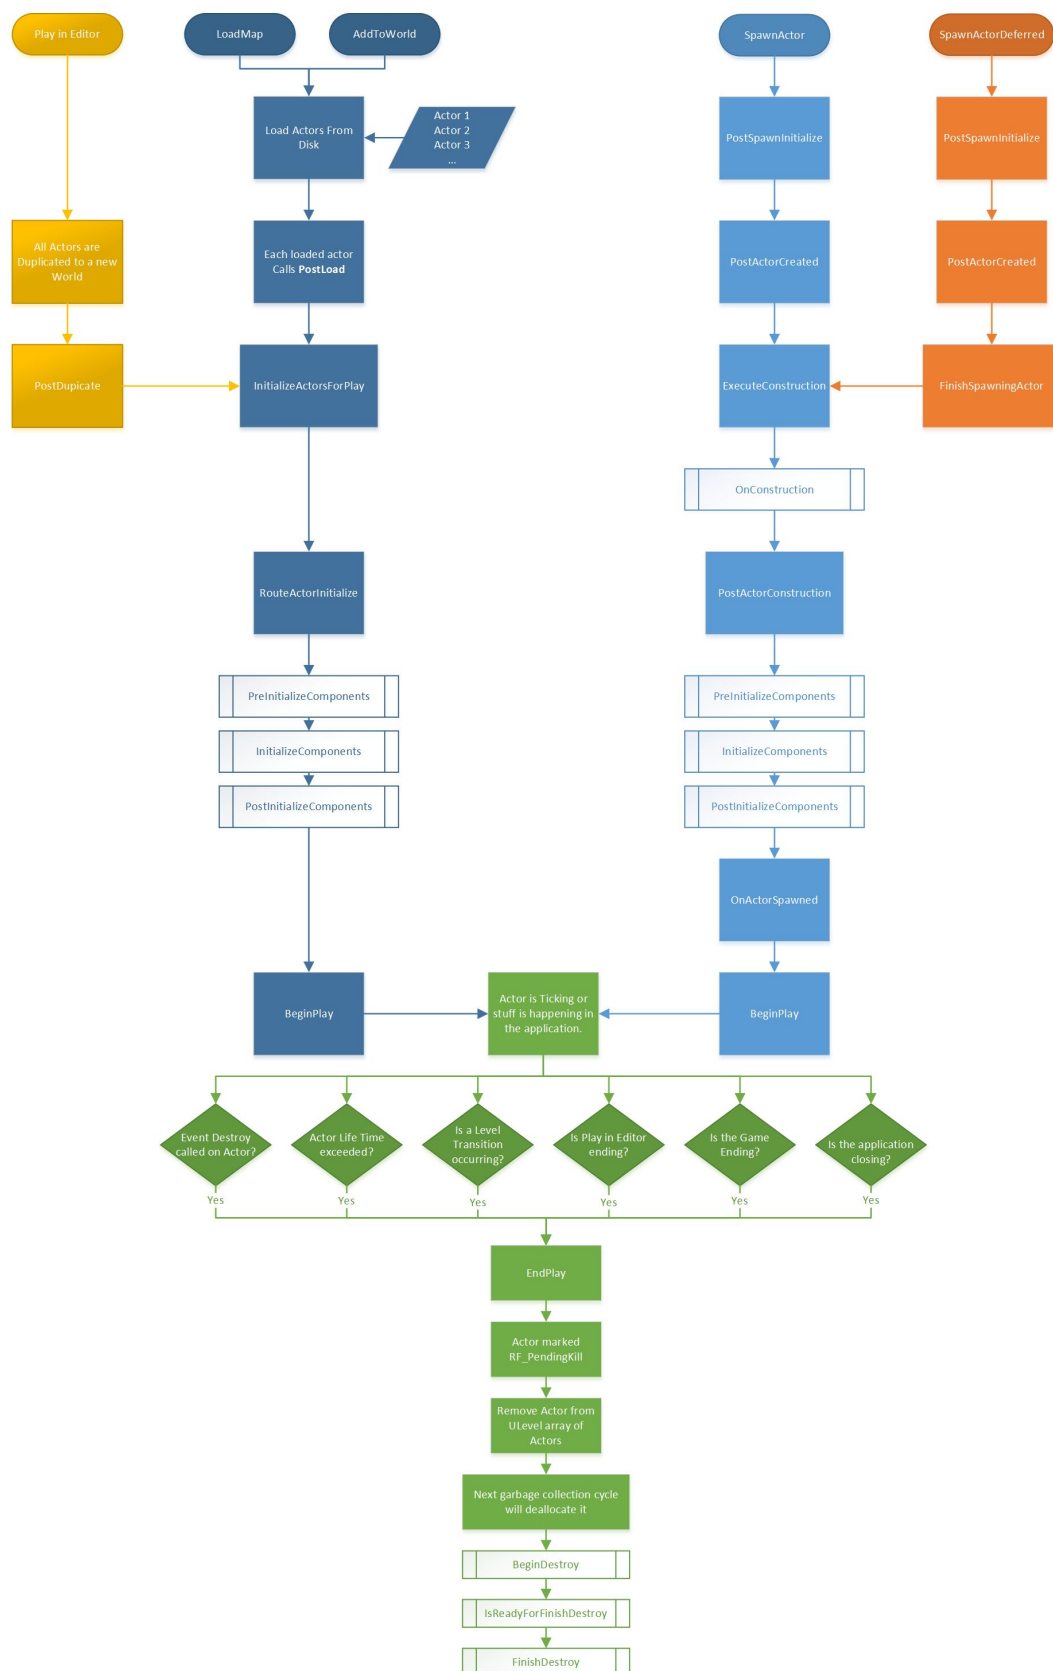 Play in Editor
LoadMap
AddToWorld
SpawnActor
SpawnActorDeferred
Load Actors From
Disk
Actor 1
Actor 2
Actor 3
...
PostSpawnInitialize
PostSpawnInitialize
All Actors are
Duplicated to a new
World
Each loaded actor
Calls PostLoad
PostActorCreated
PostActorCreated
PostDupicate
InitializeActorsForPlay
ExecuteConstruction
FinishSpawningActor
OnConstruction
RouteActorInitialize
PostActorConstruction
PreInitializeComponents
PreInitializeComponents
InitializeComponents
InitializeComponents
PostInitializeComponents
PostInitializeComponents
OnActorSpawned
BeginPlay
Actor is Ticking or
stuff is happening in
the application.
BeginPlay
Event Destroy
called on Actor?
Actor Life Time
exceeded?
Is a Level
Transition
occurring?
Is Play in Editor
ending?
Is the Game
Ending?
Is the application
closing?
Yes
Yes
Yes
Yes
Yes
Yes
EndPlay
Actor marked
RF_PendingKill
Remove Actor from
ULevel array of
Actors
Next garbage collection cycle
will deallocate it
BeginDestroy
IsReadyForFinishDestroy
FinishDestroy